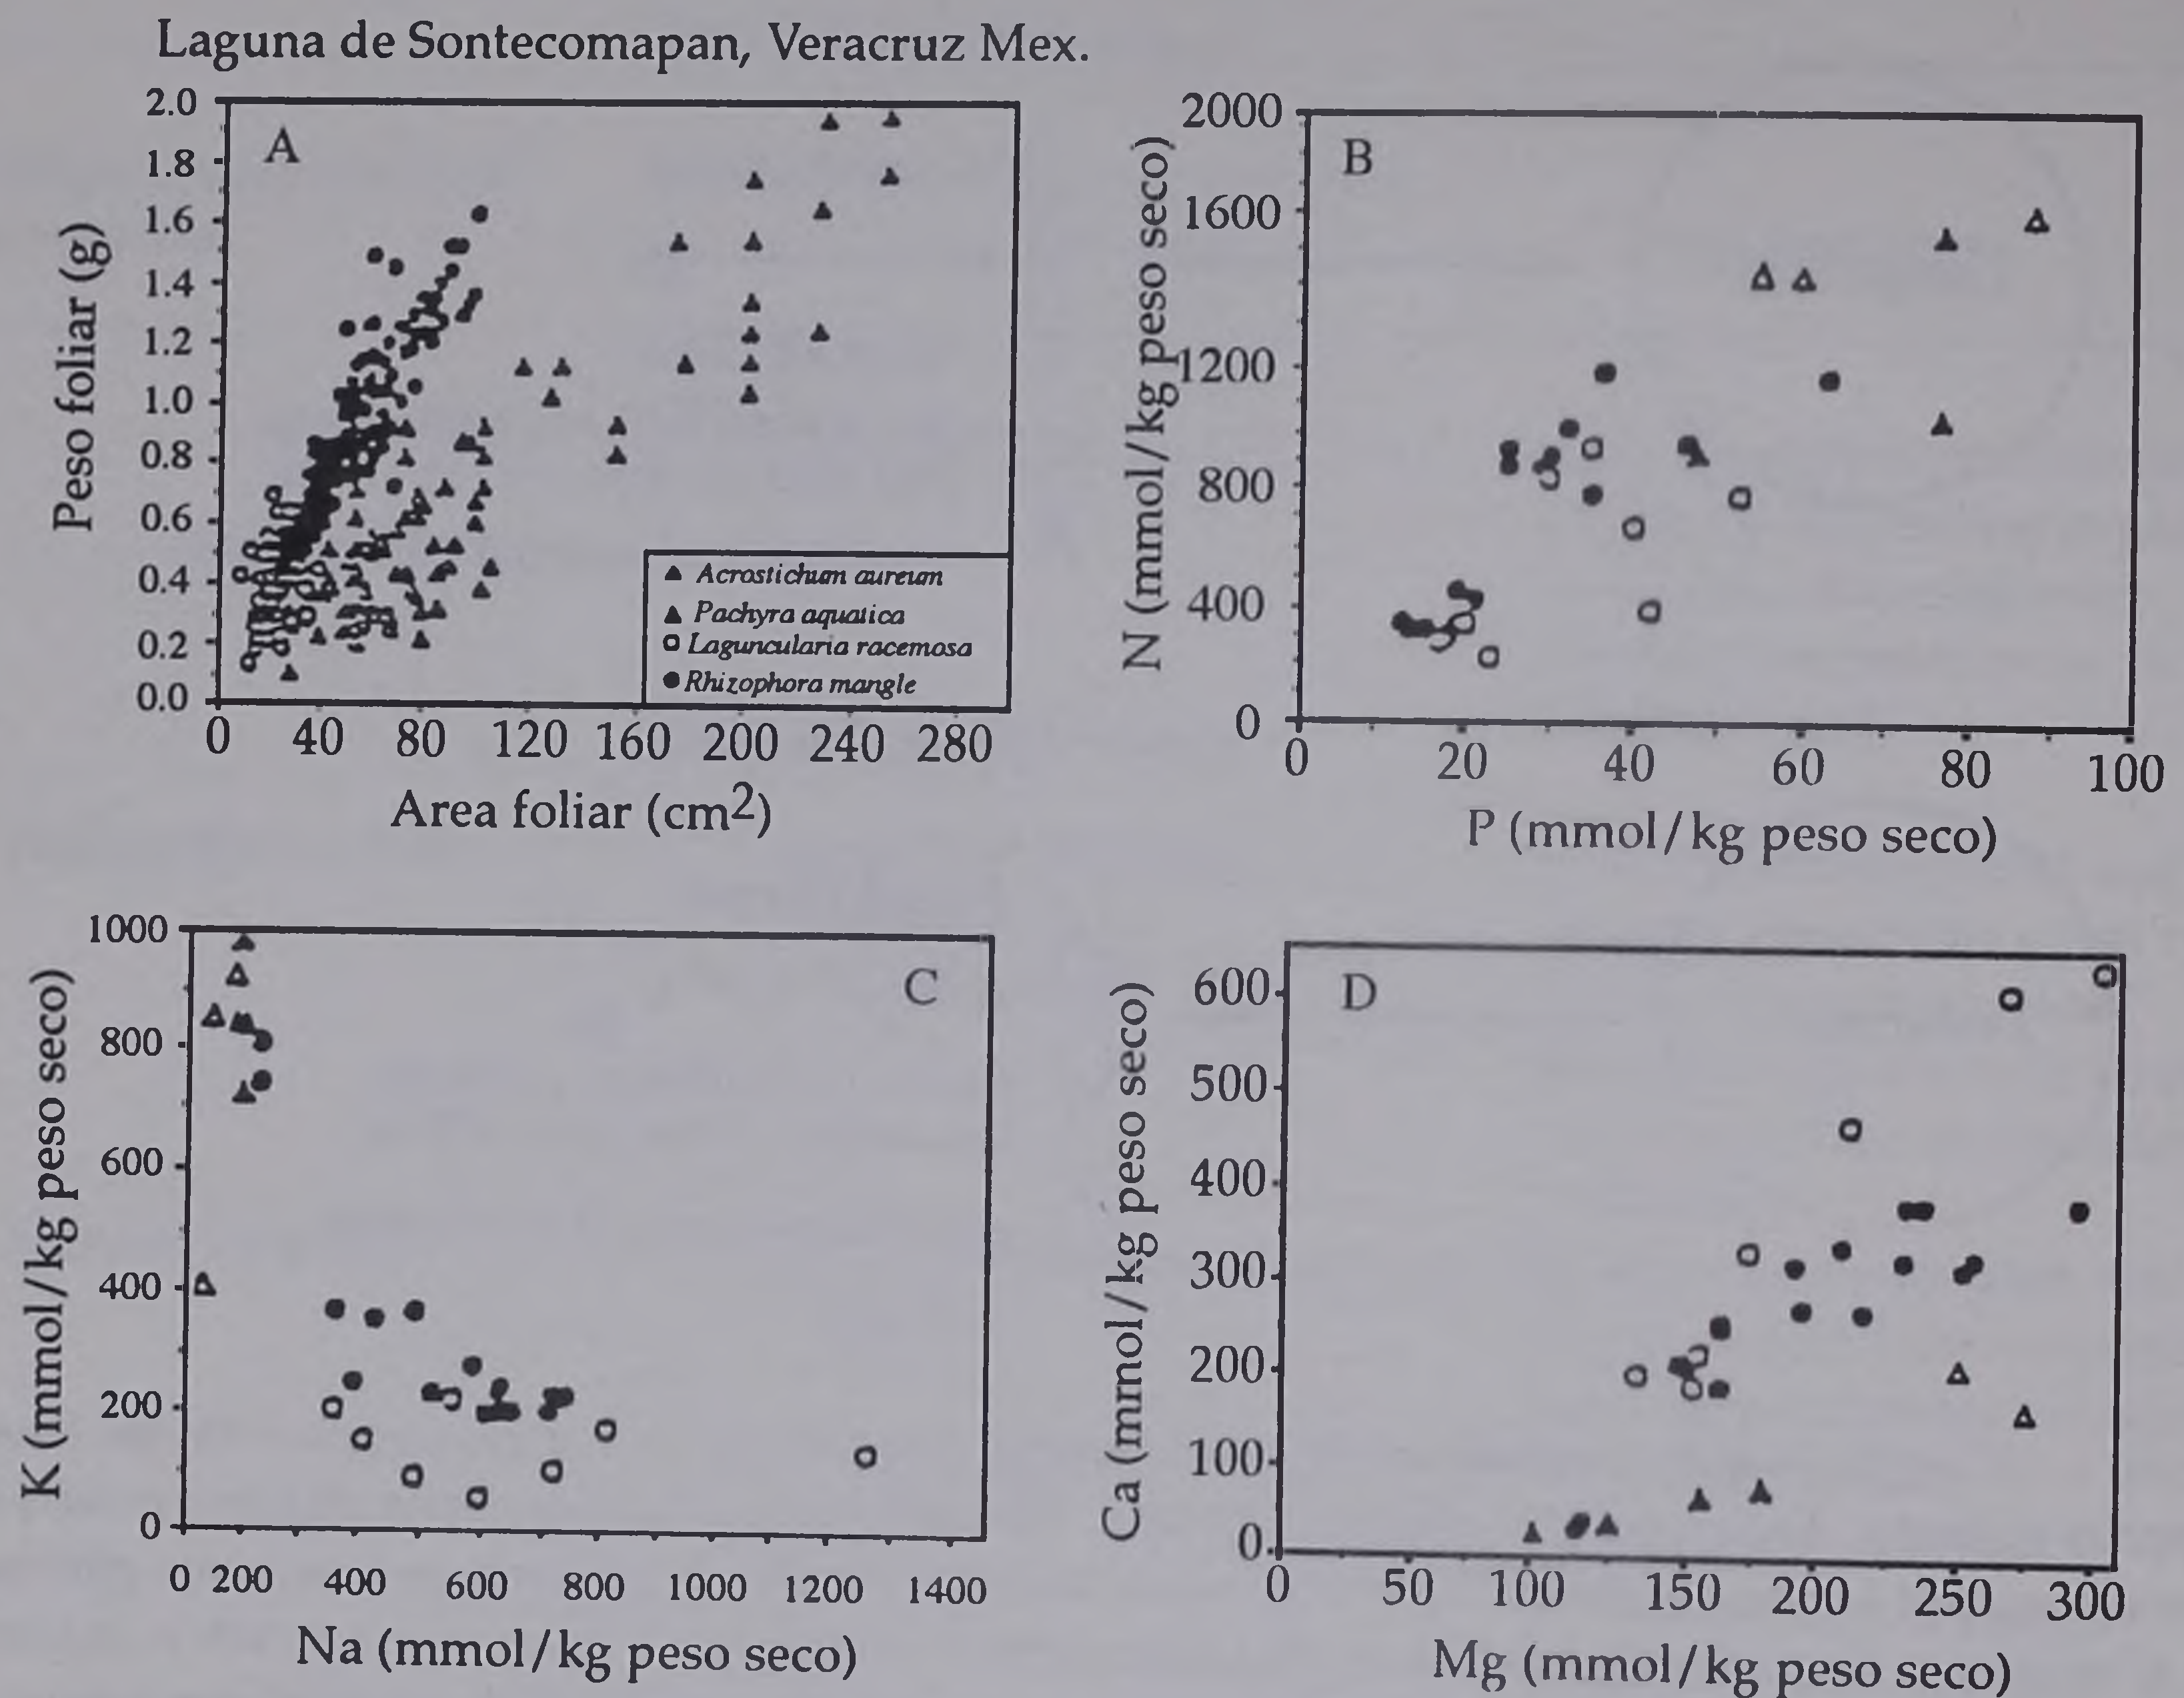 Laguna de Sontecomapan, Veracruz Mex.
A
Peso foliar (g)
2.0
1.8
1.6
1.4
1.2
1.0
0.8
0.6
0.4
0.2
0.0
Acrostichum aureum
Pachyra aquatica
Laguncularia racemosa
Rhizophora mangle
0 40 80 120 160 200 240 280
Area foliar (cm2)
B
N (mmol/kg peso seco)
2000
1600
1200
800
400
0
0 20 40 60 80 100
P (mmol/kg peso seco)
C
K (mmol/kg peso seco)
1000
800
600
400
200
0
0 200 400 600 800 1000 1200 1400
Na (mmol/kg peso seco)
D
Ca (mmol/kg peso seco)
600
500
400
300
200
100
0
0 50 100 150 200 250 300
Mg (mmol/kg peso seco)